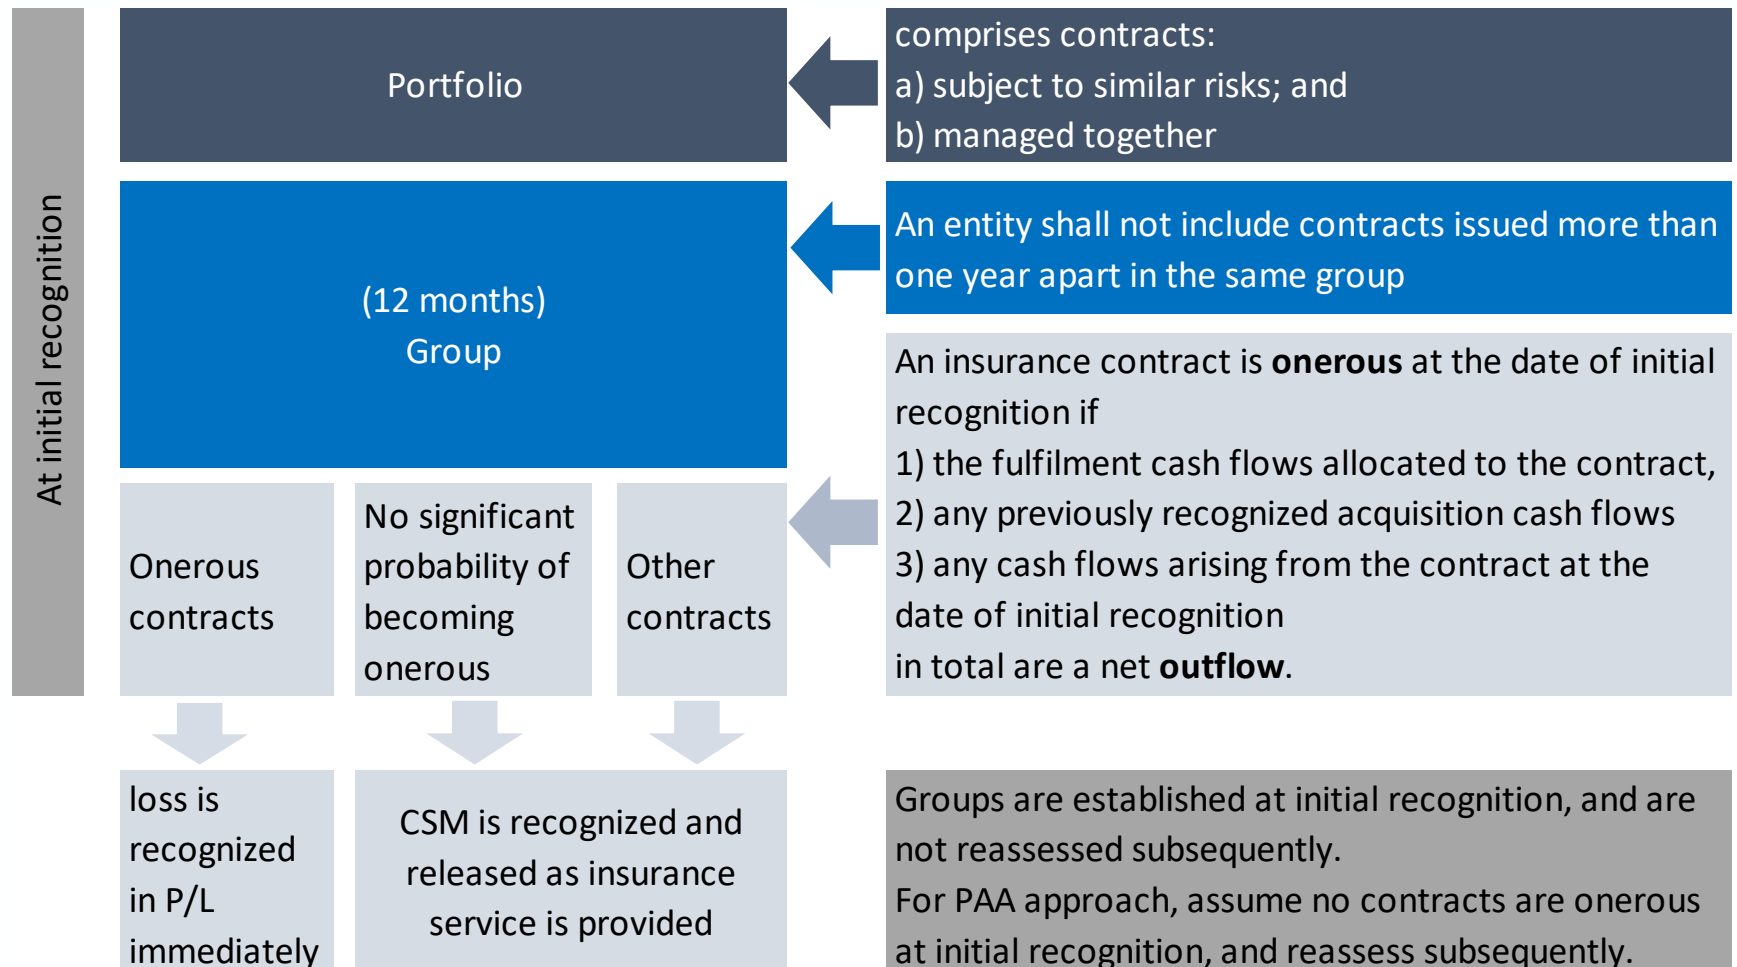 At initial recognition
Portfolio
comprises contracts:
a) subject to similar risks; and
b) managed together
(12 months)
Group
An entity shall not include contracts issued more than
one year apart in the same group
An insurance contract is onerous at the date of initial
recognition if
1) the fulfilment cash flows allocated to the contract,
2) any previously recognized acquisition cash flows
3) any cash flows arising from the contract at the
date of initial recognition
in total are a net outflow.
Onerous
contracts
No significant
probability of
becoming
onerous
Other
contracts
loss is
recognized
in P/L
immediately
CSM is recognized and
released as insurance
service is provided
Groups are established at initial recognition, and are
not reassessed subsequently.
For PAA approach, assume no contracts are onerous
at initial recognition, and reassess subsequently.